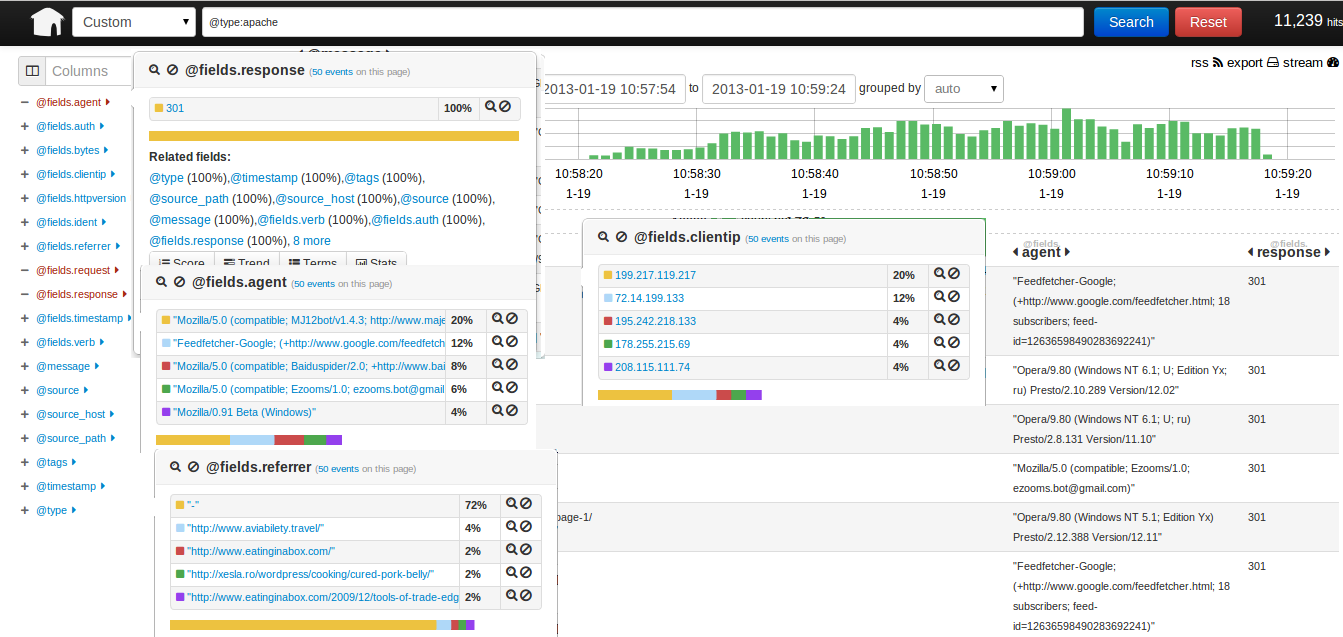 Custom @type:apache Search Reset 11,239 hits
rss export stream
Columns
@fields.agent
@fields.auth
@fields.bytes
@fields.clientip
@fields.httpversion
@fields.ident
@fields.referrer
@fields.request
@fields.response
@fields.timestamp
@fields.verb
@message
@source
@source_host
@source_path
@tags
@timestamp
@type
@fields.response (50 events on this page)
301 100%
Related fields:
@type (100%),@timestamp (100%),@tags (100%),
@source_path (100%),@source_host (100%),@source (100%),
@message (100%),@fields.verb (100%),@fields.auth (100%),
@fields.response (100%), 8 more
Score Trend Terms Stats
@fields.agent (50 events on this page)
"Mozilla/5.0 (compatible; MJ12bot/v1.4.3; http://www.maje 20%
"Feedfetcher-Google; (+http://www.google.com/feedfetch 12%
"Mozilla/5.0 (compatible; Baiduspider/2.0; +http://www.bai 8%
"Mozilla/5.0 (compatible; Ezooms/1.0; ezooms.bot@gmail 6%
"Mozilla/0.91 Beta (Windows)" 4%
@fields.referrer (50 events on this page)
"-" 72%
"http://www.aviabilety.travel/" 4%
"http://www.eatinginabox.com/" 2%
"http://xesla.ro/wordpress/cooking/cured-pork-belly/" 2%
"http://www.eatinginabox.com/2009/12/tools-of-trade-edg 2%
2013-01-19 10:57:54 to 2013-01-19 10:59:24 grouped by auto
10:58:20 10:58:30 10:58:40 10:58:50 10:59:00 10:59:10 10:59:20
1-19 1-19 1-19 1-19 1-19 1-19 1-19
@fields.clientip (50 events on this page)
199.217.119.217 20%
72.14.199.133 12%
195.242.218.133 4%
178.255.215.69 4%
208.115.111.74 4%
page-1/
@fields. @fields.
agent response
"Feedfetcher-Google; 301
(+http://www.google.com/feedfetcher.html; 18
subscribers; feed-
id=12636598490283692241)"
"Opera/9.80 (Windows NT 6.1; U; Edition Yx; 301
ru) Presto/2.10.289 Version/12.02"
"Opera/9.80 (Windows NT 6.1; U; ru) 301
Presto/2.8.131 Version/11.10"
"Mozilla/5.0 (compatible; Ezooms/1.0; 301
ezooms.bot@gmail.com)"
"Opera/9.80 (Windows NT 5.1; Edition Yx) 301
Presto/2.12.388 Version/12.11"
"Feedfetcher-Google; 301
(+http://www.google.com/feedfetcher.html; 18
subscribers; feed-
id=12636598490283692241)"